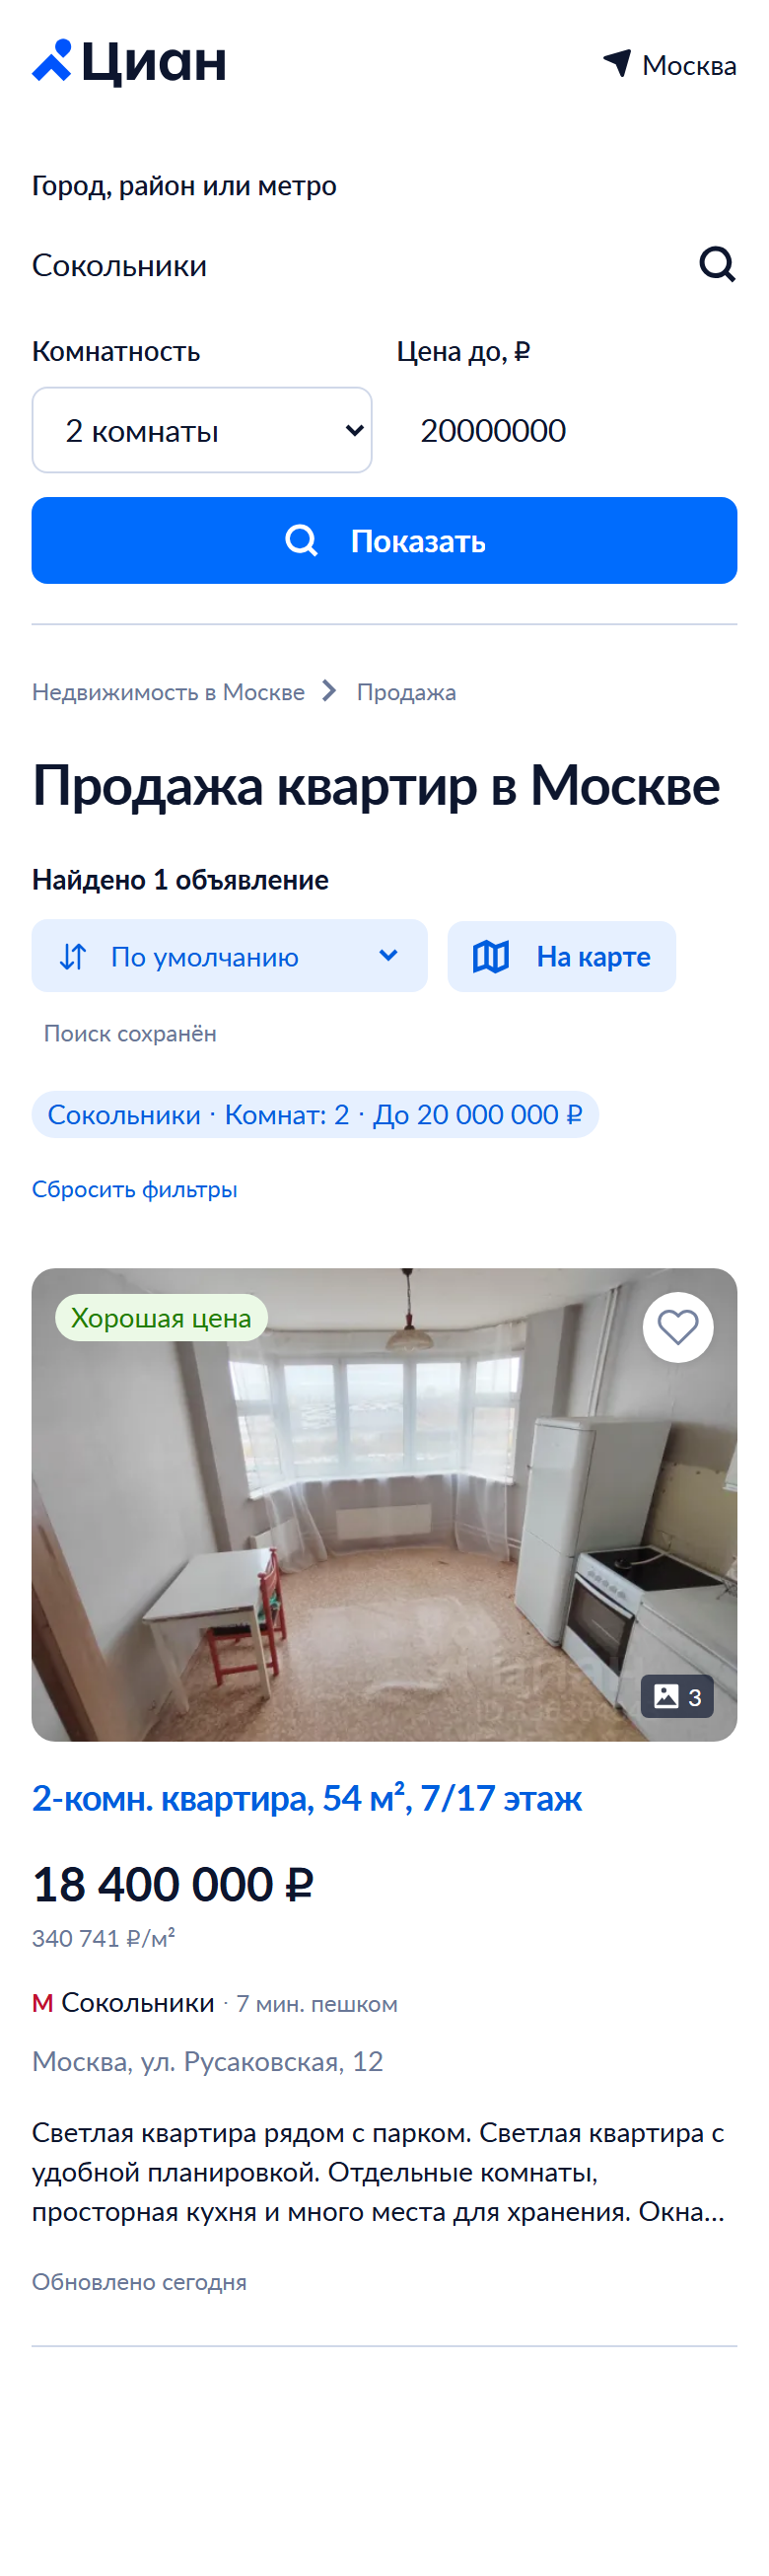 Циан
Москва
Город, район или метро
Сокольники
Комнатность
Цена до, ₽
2 комнаты
20000000
Показать
Недвижимость в Москве
Продажа
Продажа квартир в Москве
Найдено 1 объявление
По умолчанию
На карте
Поиск сохранён
Сокольники · Комнат: 2 · До 20 000 000 ₽
Сбросить фильтры
Хорошая цена
3
2-комн. квартира, 54 м², 7/17 этаж
18 400 000 ₽
340 741 ₽/м²
М Сокольники · 7 мин. пешком
Москва, ул. Русаковская, 12
Светлая квартира рядом с парком. Светлая квартира с
удобной планировкой. Отдельные комнаты,
просторная кухня и много места для хранения. Окна...
Обновлено сегодня